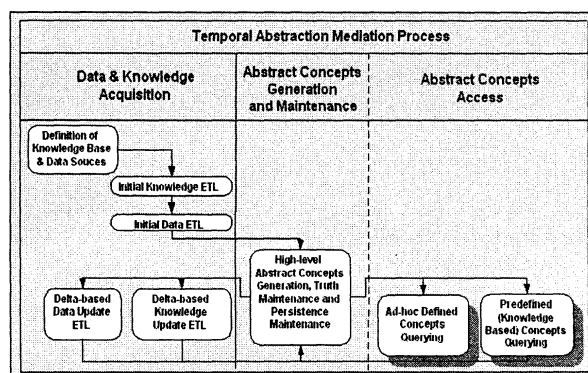 Temporal Abstraction Mediation Process
Data & Knowledge
Acquisition
Abstract Concepts
Generation
and Maintenance
Abstract Concepts
Access
Definition of
Knowledge Base
& Data Souces
Initial Knowledge ETL
Initial Data ETL
High-level
Abstract Concepts
Generation, Truth
Maintenance and
Persistence
Maintenance
Delta-based
Data Update
ETL
Delta-based
Knowledge
Update ETL
Ad-hoc Defined
Concepts
Querying
Predefined
(Knowledge
Based) Concepts
Querying